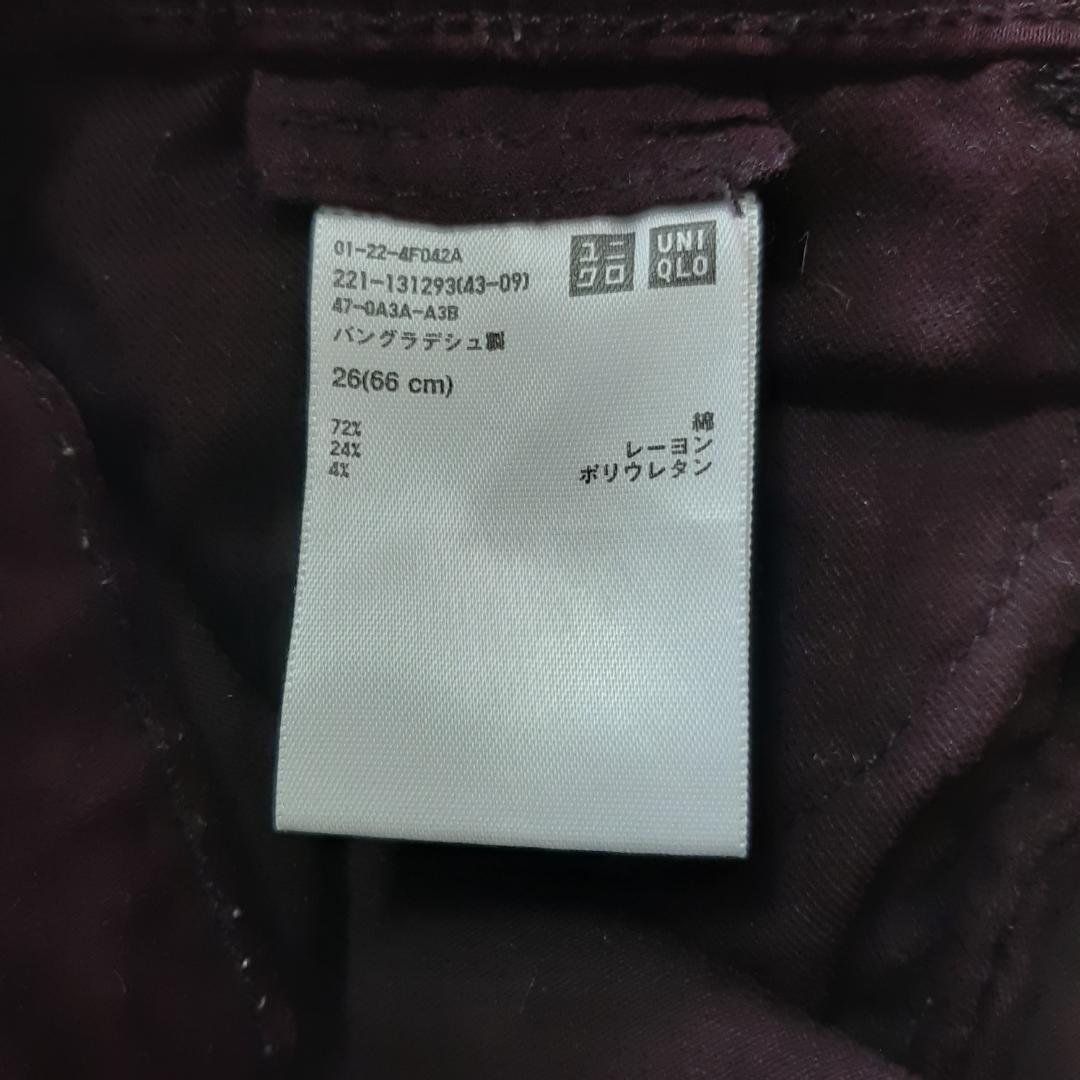 01-22-4F042A
221-131293(43-09)
47-0A3A-A3B
バングラデシュ製
ユニ
クロ
UNI
QLO
26(66 cm)
72% 綿
24% レーヨン
4% ポリウレタン